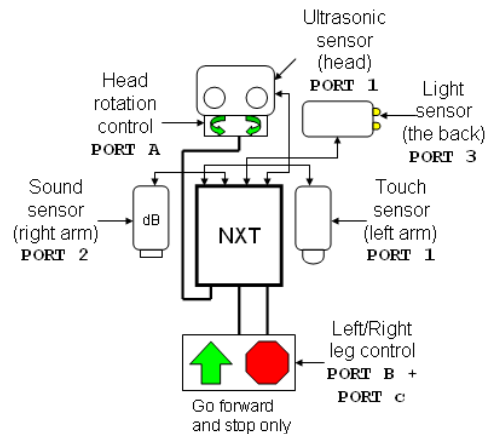 Ultrasonic
sensor
(head)
PORT 1
Head
rotation
control
PORT A
Light
sensor
(the back)
PORT 3
Sound
sensor
(right arm)
PORT 2
dB
NXT
Touch
sensor
(left arm)
PORT 1
Left/Right
leg control
PORT B +
PORT C
Go forward
and stop only